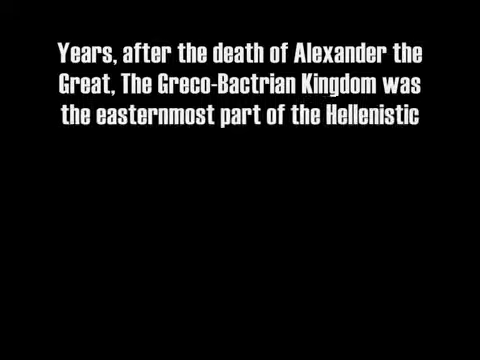 Years, after the death of Alexander the
Great, The Greco-Bactrian Kingdom was
the easternmost part of the Hellenistic